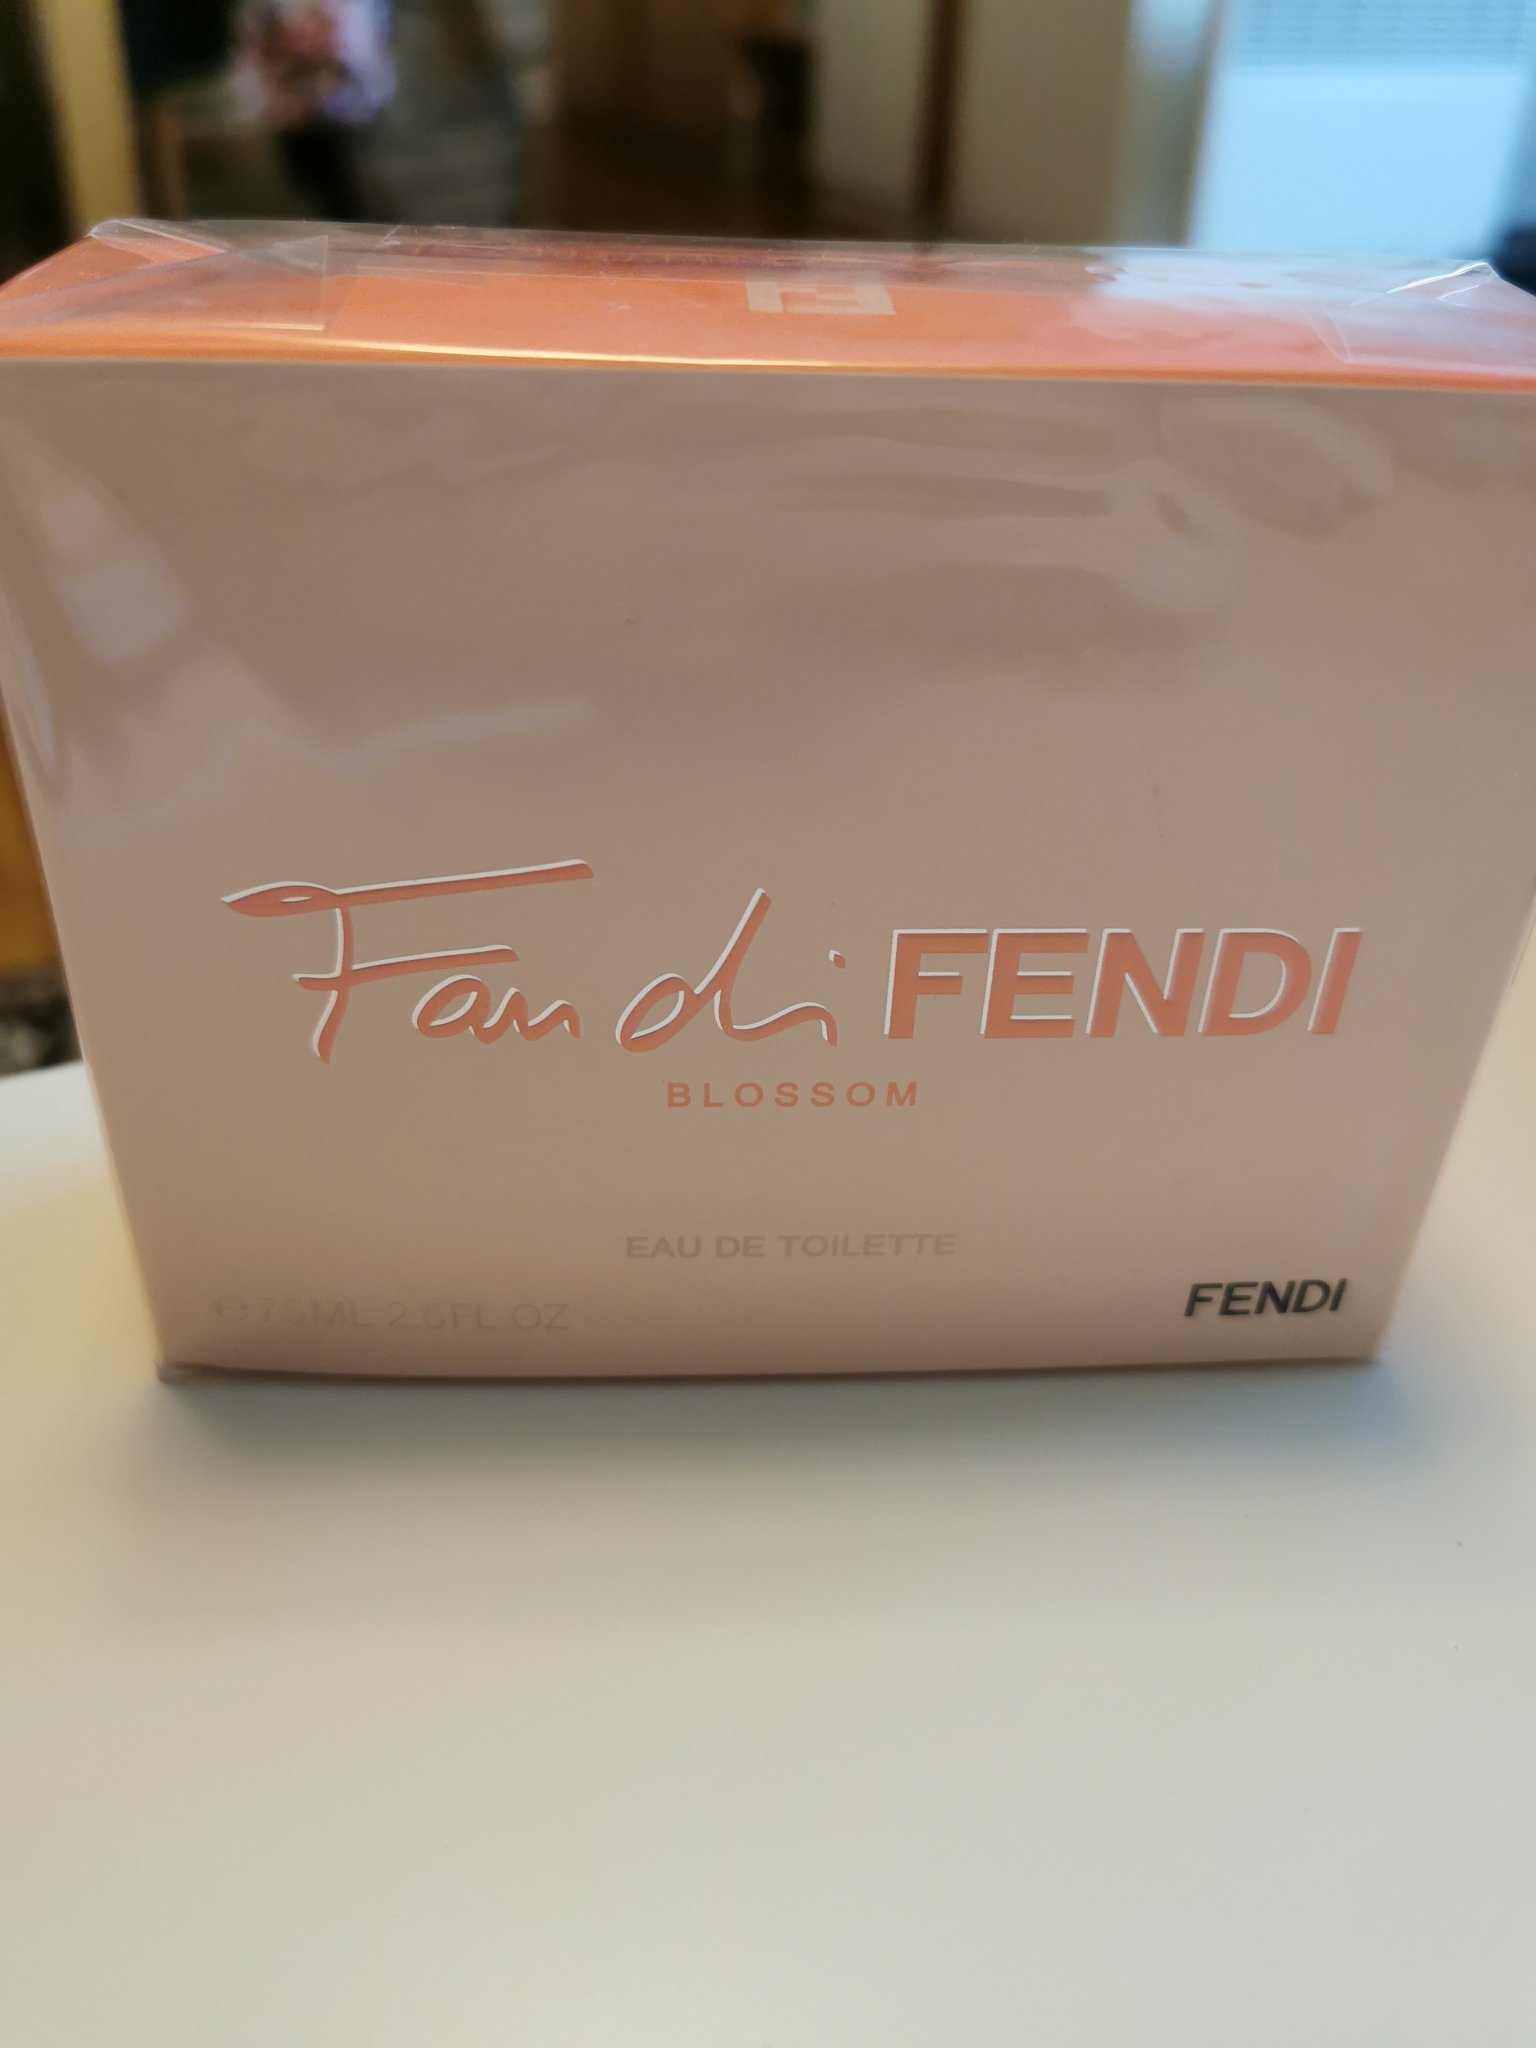 Fan di FENDI
BLOSSOM
EAU DE TOILETTE
℮ 75ML 2.5FL OZ
FENDI